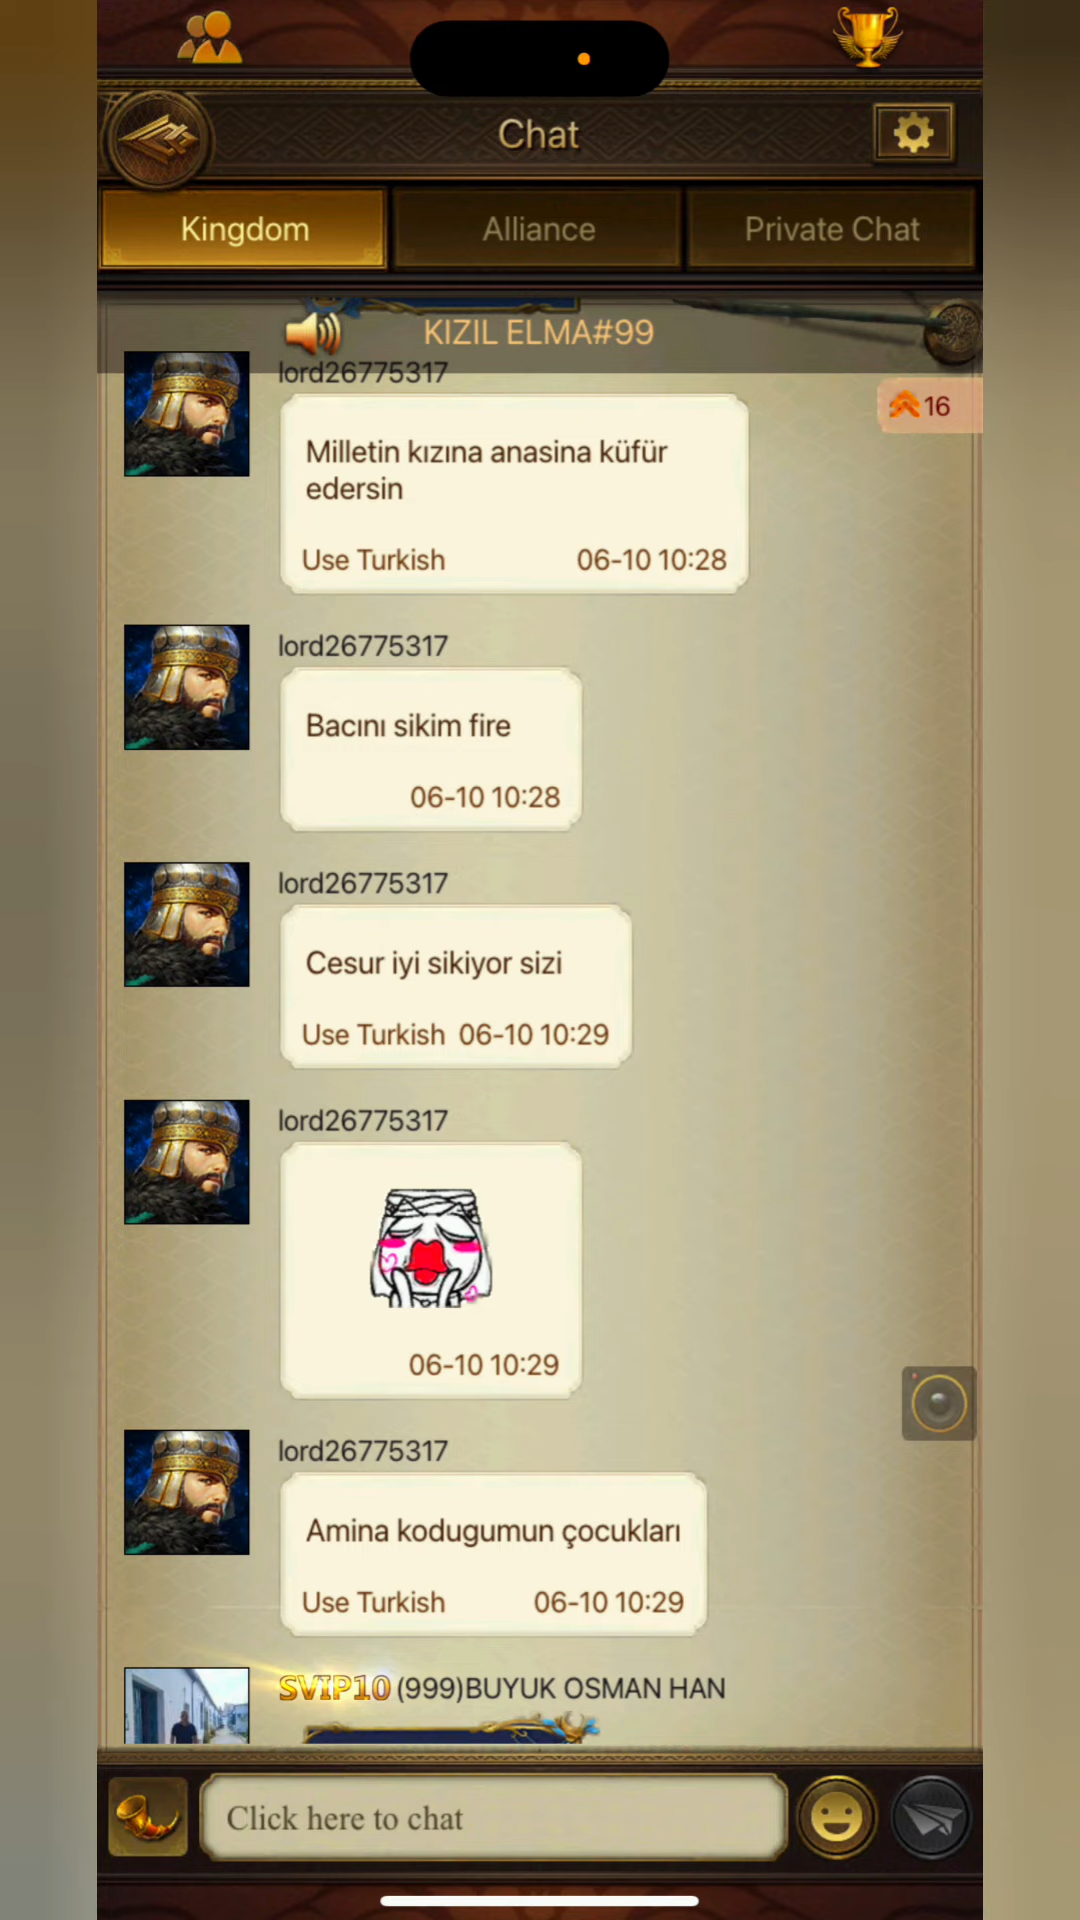 Chat
Kingdom
Alliance
Private Chat
KIZIL ELMA#99
lord26775317
16
Milletin kızına anasina küfür
edersin
Use Turkish 06-10 10:28
lord26775317
Bacını sikim fire
06-10 10:28
lord26775317
Cesur iyi sikiyor sizi
Use Turkish 06-10 10:29
lord26775317
06-10 10:29
lord26775317
Amina kodugumun çocukları
Use Turkish 06-10 10:29
SVIP10 (999)BUYUK OSMAN HAN
Click here to chat